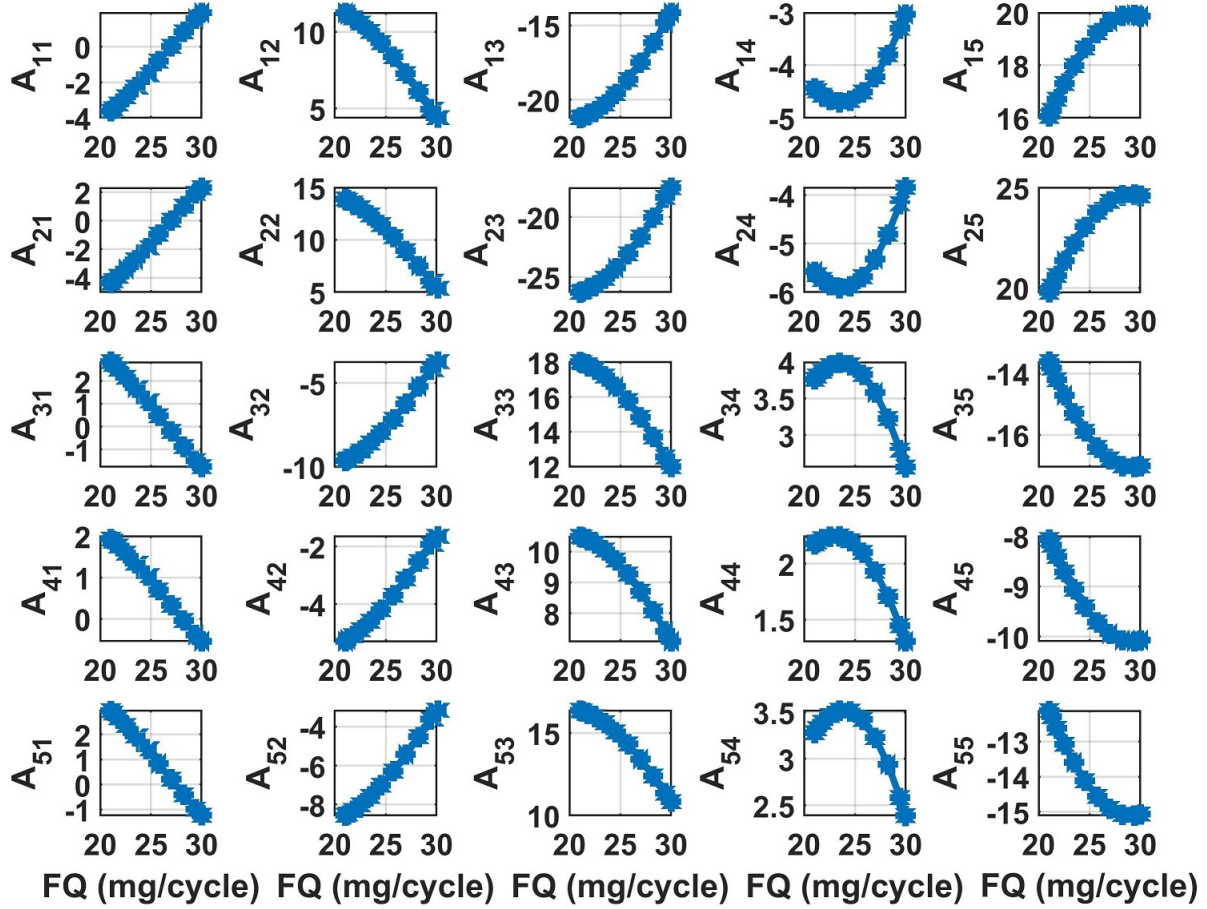 A11 0 -2 -4 20 25 30
A12 10 5 20 25 30
A13 -15 -20 20 25 30
A14 -3 -4 -5 20 25 30
A15 20 18 16 20 25 30
A21 2 0 -2 -4 20 25 30
A22 15 10 5 20 25 30
A23 -20 -25 20 25 30
A24 -4 -5 -6 20 25 30
A25 25 20 20 25 30
A31 2 1 0 -1 20 25 30
A32 -5 -10 20 25 30
A33 18 16 14 12 20 25 30
A34 4 3.5 3 20 25 30
A35 -14 -16 20 25 30
A41 2 1 0 20 25 30
A42 -2 -4 20 25 30
A43 10 9 8 20 25 30
A44 2 1.5 20 25 30
A45 -8 -9 -10 20 25 30
A51 2 1 0 -1 20 25 30
A52 -4 -6 -8 20 25 30
A53 15 10 20 25 30
A54 3.5 3 2.5 20 25 30
A55 -13 -14 -15 20 25 30
FQ (mg/cycle) FQ (mg/cycle) FQ (mg/cycle) FQ (mg/cycle) FQ (mg/cycle)